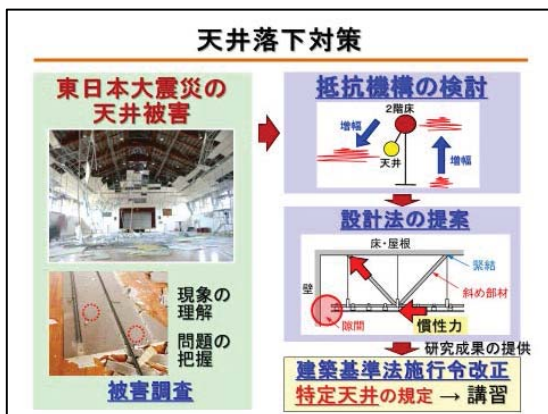 天井落下対策
東日本大震災の
天井被害
現象の
理解
問題の
把握
被害調査
抵抗機構の検討
2階床
増幅
天井
増幅
設計法の提案
床・屋根
緊結
壁
斜め部材
隙間
慣性力
研究成果の提供
建築基準法施行令改正
特定天井の規定 → 講習